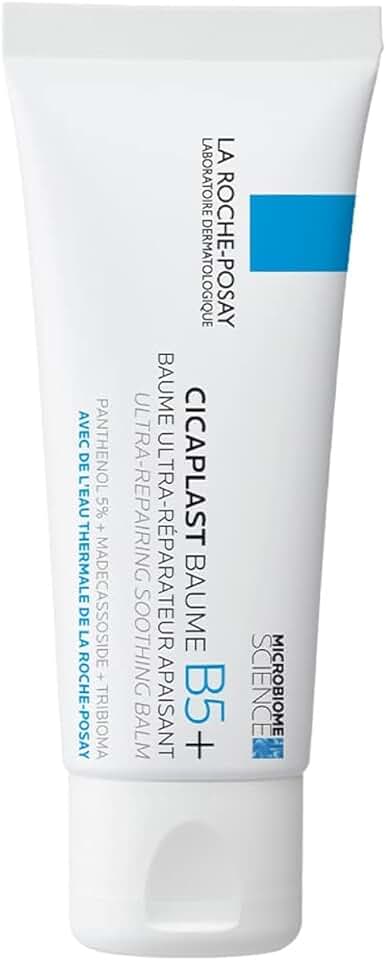 LA ROCHE-POSAY
LABORATOIRE DERMATOLOGIQUE
CICAPLAST BAUME B5+
BAUME ULTRA-RÉPARATEUR APAISANT
ULTRA-REPAIRING SOOTHING BALM
PANTHENOL 5% + MADECASSOSIDE + TRIBIOMA
AVEC DE L'EAU THERMALE DE LA ROCHE-POSAY
MICROBIOME
SCIENCE